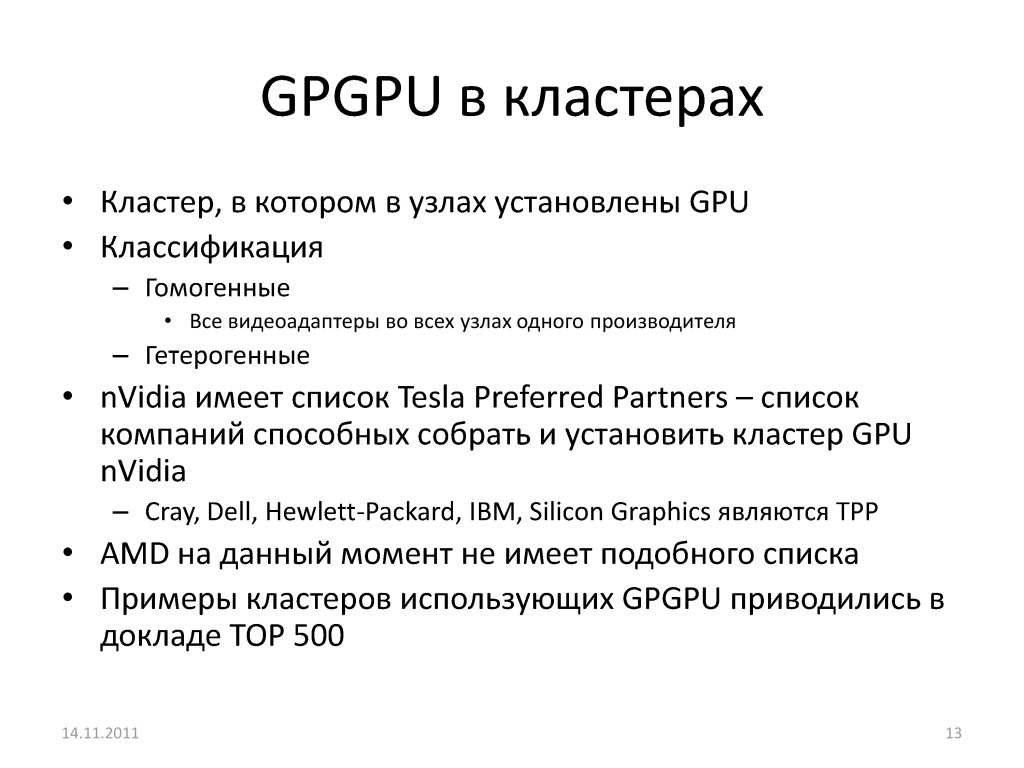 GPGPU в кластерах
• Кластер, в котором в узлах установлены GPU
• Классификация
– Гомогенные
• Все видеоадаптеры во всех узлах одного производителя
– Гетерогенные
• nVidia имеет список Tesla Preferred Partners – список
компаний способных собрать и установить кластер GPU
nVidia
– Cray, Dell, Hewlett-Packard, IBM, Silicon Graphics являются TPP
• AMD на данный момент не имеет подобного списка
• Примеры кластеров использующих GPGPU приводились в
докладе TOP 500
14.11.2011
13